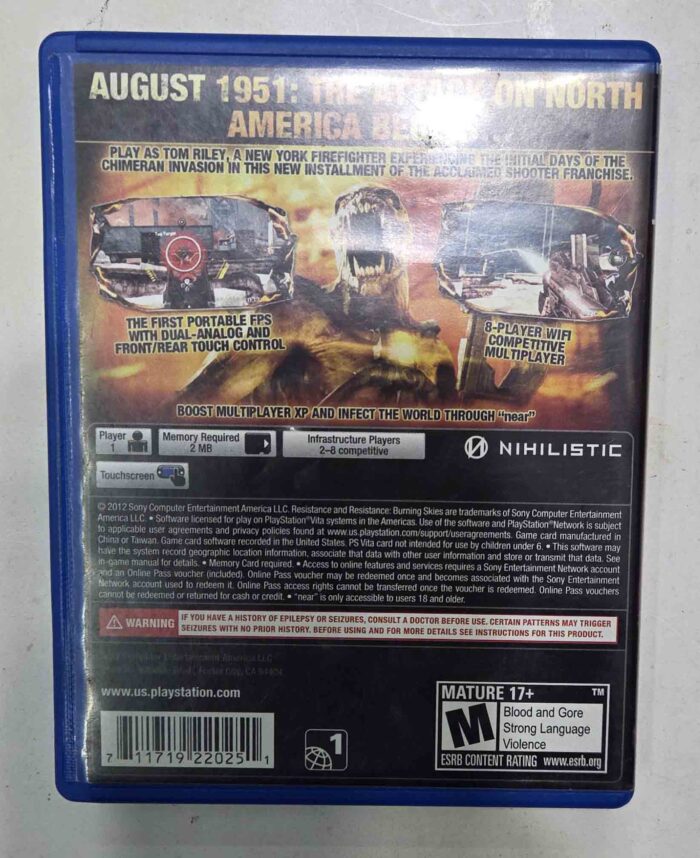 AUGUST 1951: THE ATTACK ON NORTH
AMERICA BE
PLAY AS TOM RILEY, A NEW YORK FIREFIGHTER EXPERIENCING THE INITIAL DAYS OF THE
CHIMERAN INVASION IN THIS NEW INSTALLMENT OF THE ACCLAIMED SHOOTER FRANCHISE.
THE FIRST PORTABLE FPS
WITH DUAL-ANALOG AND
FRONT/REAR TOUCH CONTROL
8-PLAYER WIFI
COMPETITIVE
MULTIPLAYER
BOOST MULTIPLAYER XP AND INFECT THE WORLD THROUGH "near"
Player
1
Memory Required
2 MB
Infrastructure Players
2–8 competitive
NIHILISTIC
Touchscreen
© 2012 Sony Computer Entertainment America LLC. Resistance and Resistance: Burning Skies are trademarks of Sony Computer Entertainment
America LLC. • Software licensed for play on PlayStation®Vita systems in the Americas. Use of the software and PlayStation®Network is subject
to applicable user agreements and privacy policies found at www.us.playstation.com/support/useragreements. Game card manufactured in
China or Taiwan. Game card software recorded in the United States. PS Vita card not intended for use by children under 6. • This software may
have the system record geographic location information, associate that data with other user information and store or transmit that data. See
in-game manual for details. • Memory Card required. • Access to online features and services requires a Sony Entertainment Network account
and an Online Pass voucher (included). Online Pass voucher may be redeemed once and becomes associated with the Sony Entertainment
Network account used to redeem it. Online Pass access rights cannot be transferred once the voucher is redeemed. Online Pass vouchers
cannot be redeemed or returned for cash or credit. • "near" is only accessible to users 18 and older.
WARNING
IF YOU HAVE A HISTORY OF EPILEPSY OR SEIZURES, CONSULT A DOCTOR BEFORE USE. CERTAIN PATTERNS MAY TRIGGER
SEIZURES WITH NO PRIOR HISTORY. BEFORE USING AND FOR MORE DETAILS SEE INSTRUCTIONS FOR THIS PRODUCT.
Computer Entertainment America LLC
Foster City, CA
www.us.playstation.com
7 11719 22025 1
1
MATURE 17+ ™
M
Blood and Gore
Strong Language
Violence
ESRB CONTENT RATING www.esrb.org